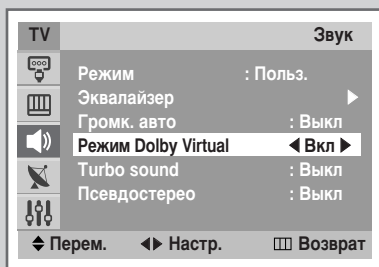 TV Звук
Режим : Польз.
Эквалайзер
Громк. авто : Выкл
Режим Dolby Virtual Вкл
Turbo sound : Выкл
Псевдостерео : Выкл
Перем. Настр. Возврат